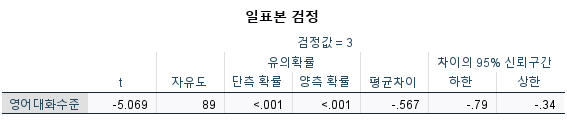 일표본 검정
검정값 = 3
유의확률 차이의 95% 신뢰구간
t 자유도 단측 확률 양측 확률 평균차이 하한 상한
영어대화수준 -5.069 89 <.001 <.001 -.567 -.79 -.34